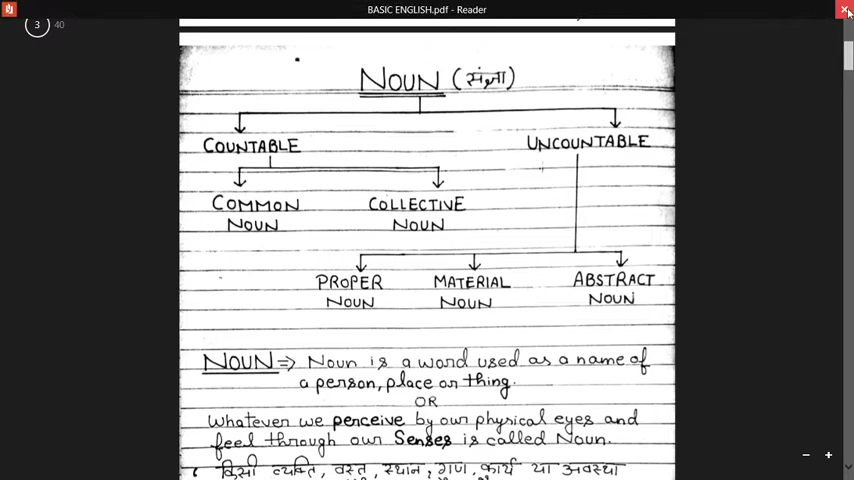 BASIC ENGLISH.pdf - Reader
3 40
NOUN (संज्ञा)
COUNTABLE UNCOUNTABLE
COMMON NOUN COLLECTIVE NOUN
PROPER NOUN MATERIAL NOUN ABSTRACT NOUN
NOUN ⇒ Noun is a word used as a name of
a person, place or thing.
OR
Whatever we perceive by our physical eyes and
feel through our Senses is called Noun.
किसी व्यक्ति, वस्तु, स्थान, गुण, कार्य या अवस्था